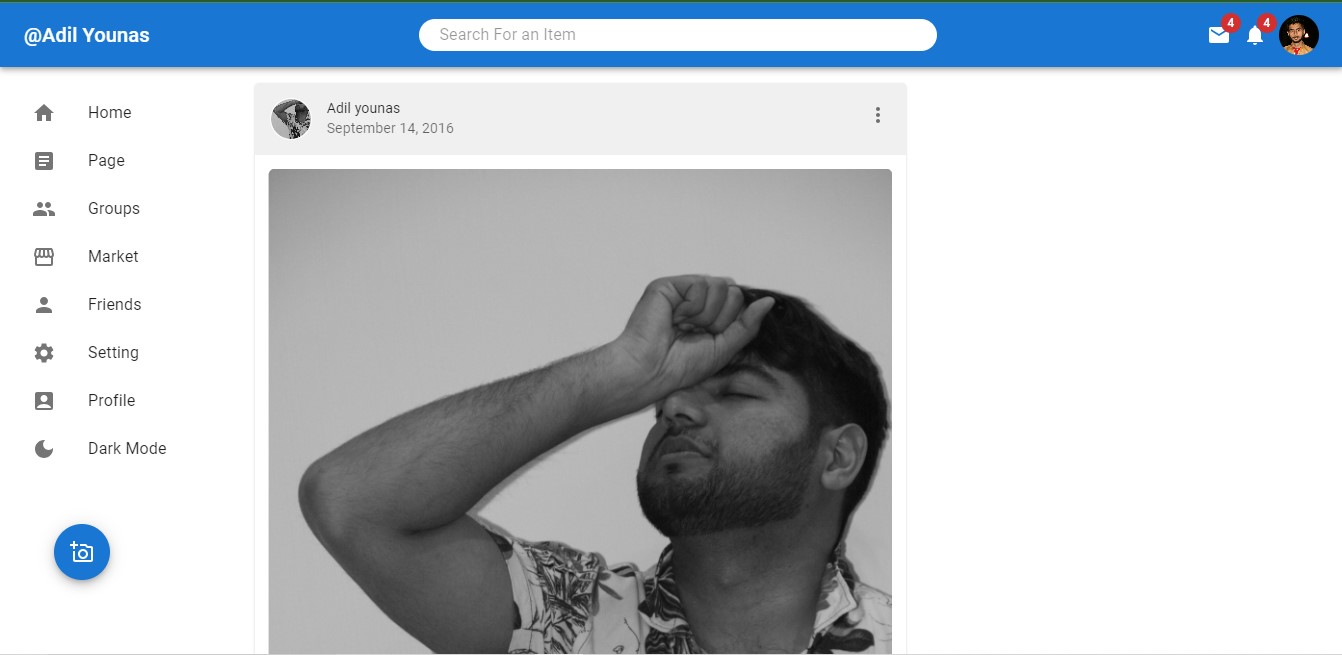 @Adil Younas
Search For an Item
4
4
Home
Page
Groups
Market
Friends
Setting
Profile
Dark Mode
Adil younas
September 14, 2016